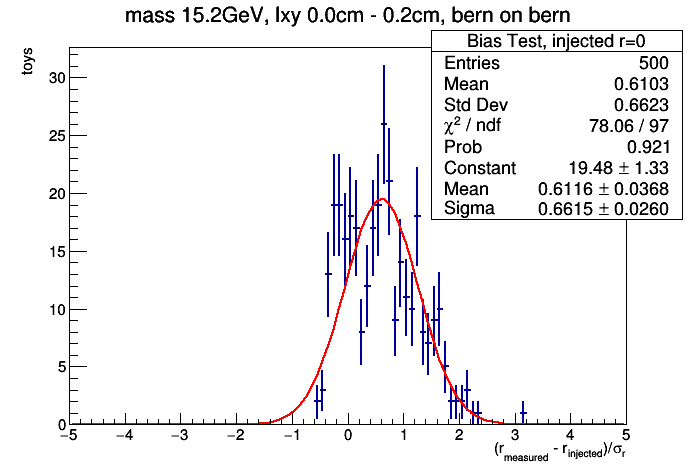 mass 15.2GeV, lxy 0.0cm - 0.2cm, bern on bern
Bias Test, injected r=0
Entries 500
Mean 0.6103
Std Dev 0.6623
χ² / ndf 78.06 / 97
Prob 0.921
Constant 19.48 ± 1.33
Mean 0.6116 ± 0.0368
Sigma 0.6615 ± 0.0260
toys
30
25
20
15
10
5
0
−5 −4 −3 −2 −1 0 1 2 3 4 5
(r_measured - r_injected)/σ_r